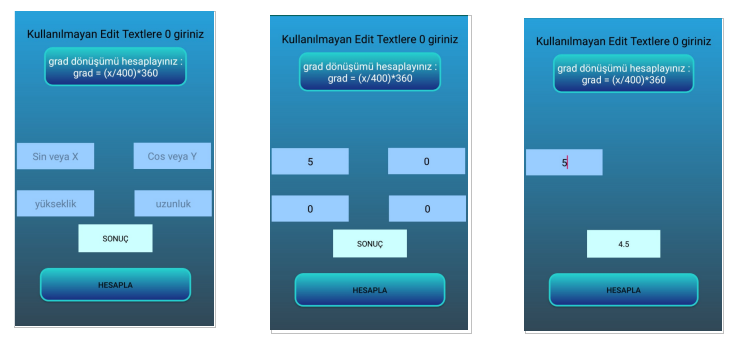 Kullanılmayan Edit Textlere 0 giriniz
grad dönüşümü hesaplayınız :
grad = (x/400)*360
Sin veya X
Cos veya Y
yükseklik
uzunluk
SONUÇ
HESAPLA
Kullanılmayan Edit Textlere 0 giriniz
grad dönüşümü hesaplayınız :
grad = (x/400)*360
5
0
0
0
SONUÇ
HESAPLA
Kullanılmayan Edit Textlere 0 giriniz
grad dönüşümü hesaplayınız :
grad = (x/400)*360
5
4.5
HESAPLA